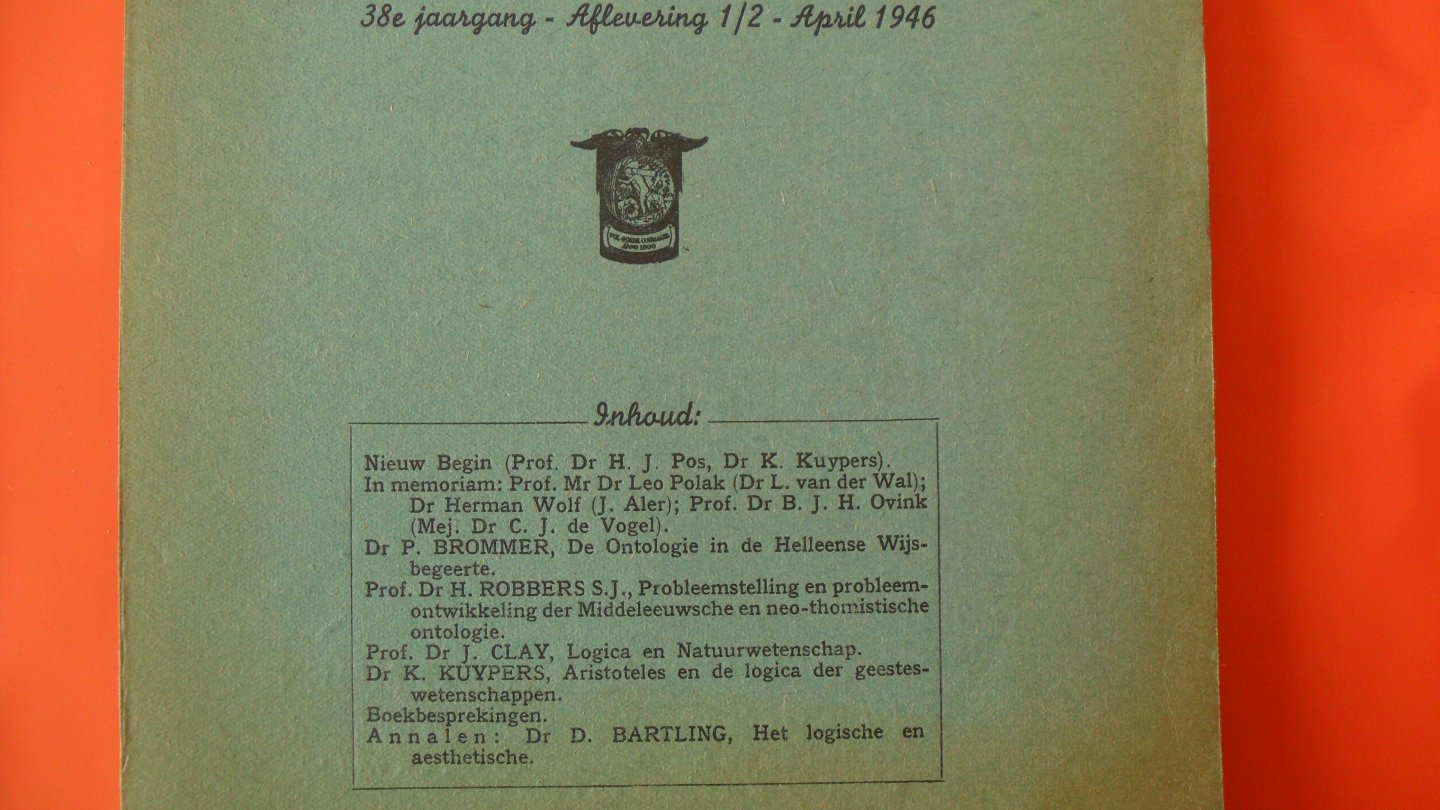 38e jaargang - Aflevering 1/2 - April 1946
ANNO 1800
Inhoud:
Nieuw Begin (Prof. Dr H. J. Pos, Dr K. Kuypers).
In memoriam: Prof. Mr Dr Leo Polak (Dr L. van der Wal);
Dr Herman Wolf (J. Aler); Prof. Dr B. J. H. Ovink
(Mej. Dr C. J. de Vogel).
Dr P. BROMMER, De Ontologie in de Helleense Wijs-
begeerte.
Prof. Dr H. ROBBERS S.J., Probleemstelling en probleem-
ontwikkeling der Middeleeuwsche en neo-thomistische
ontologie.
Prof. Dr J. CLAY, Logica en Natuurwetenschap.
Dr K. KUYPERS, Aristoteles en de logica der geestes-
wetenschappen.
Boekbesprekingen.
Annalen: Dr D. BARTLING, Het logische en
aesthetische.